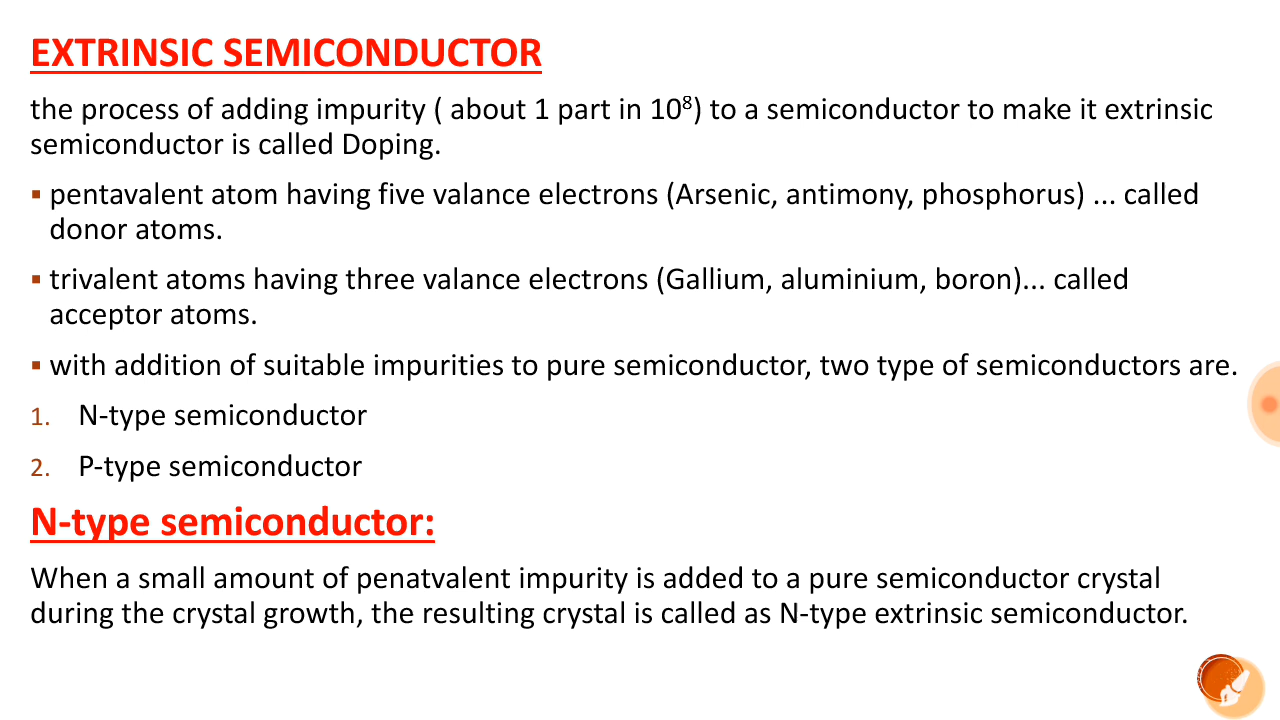 EXTRINSIC SEMICONDUCTOR
the process of adding impurity ( about 1 part in 10⁸) to a semiconductor to make it extrinsic
semiconductor is called Doping.
▪ pentavalent atom having five valance electrons (Arsenic, antimony, phosphorus) ... called
donor atoms.
▪ trivalent atoms having three valance electrons (Gallium, aluminium, boron)... called
acceptor atoms.
▪ with addition of suitable impurities to pure semiconductor, two type of semiconductors are.
1. N-type semiconductor
2. P-type semiconductor
N-type semiconductor:
When a small amount of penatvalent impurity is added to a pure semiconductor crystal
during the crystal growth, the resulting crystal is called as N-type extrinsic semiconductor.